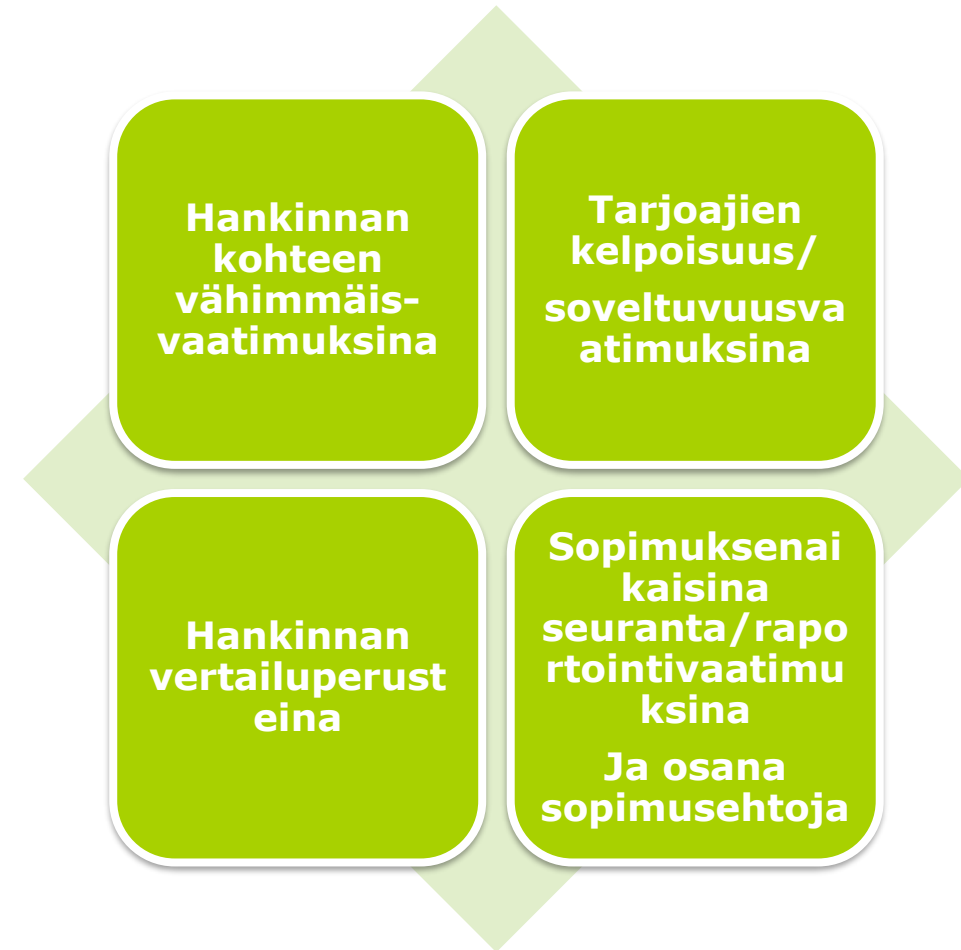 Hankinnan
kohteen
vähimmäis-
vaatimuksina
Tarjoajien
kelpoisuus/
soveltuvuusva
atimuksina
Hankinnan
vertailuperust
eina
Sopimuksenai
kaisina
seuranta/rapo
rtointivaatimu
ksina
Ja osana
sopimusehtoja